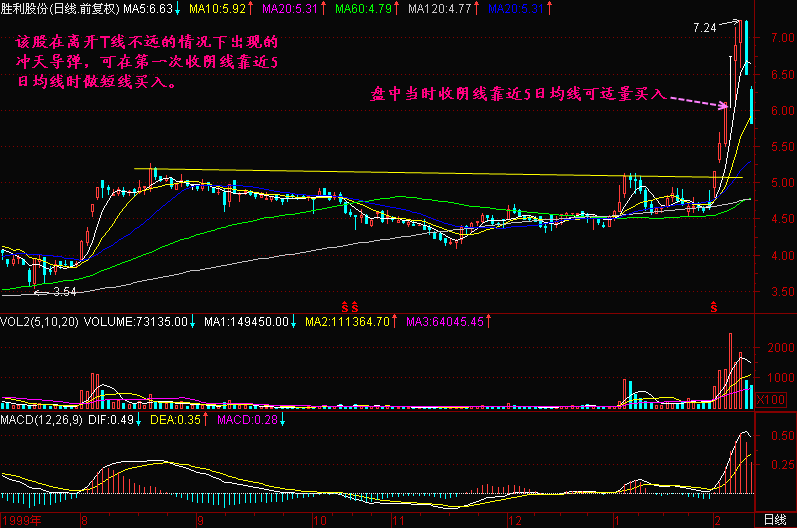 胜利股份(日线.前复权) MA5:6.63↓ MA10:5.92↑ MA20:5.31↑ MA60:4.79↑ MA120:4.77↑ MA20:5.31↑
7.24
该股在离开T线不远的情况下出现的
冲天导弹，可在第一次收阴线靠近5
日均线时做短线买入。
盘中当时收阴线靠近5日均线可适量买入
7.00
6.50
6.00
5.50
5.00
4.50
4.00
3.50
3.54
S S S
VOL2(5,10,20) VOLUME:73135.00↓ MA1:149450.00↓ MA2:111364.70↑ MA3:64045.45↑
2000
1000
X100
MACD(12,26,9) DIF:0.49↓ DEA:0.35↑ MACD:0.28↓
0.50
0.25
1999年 8 9 10 11 12 1 2 日线